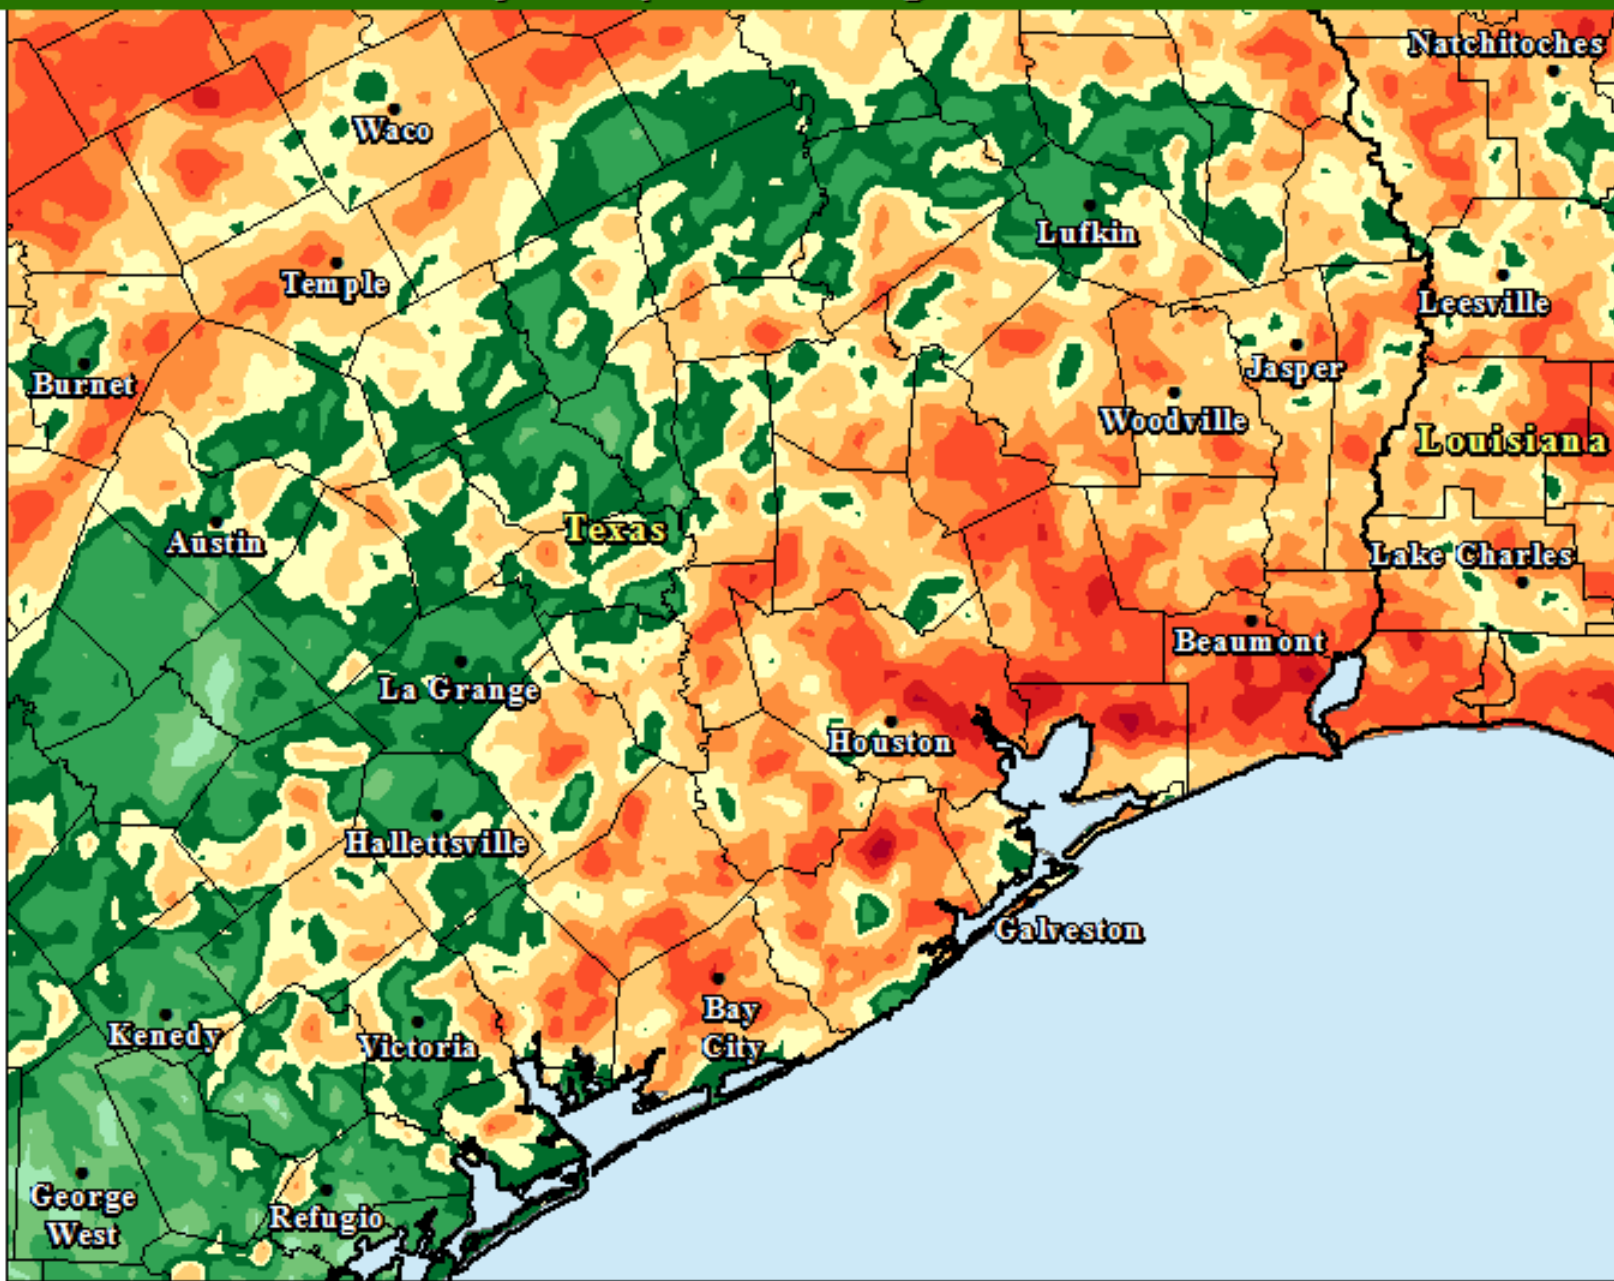 Natchitoches
Waco
Lufkin
Temple
Leesville
Burnet
Jasper
Woodville
Louisiana
Texas
Austin
Lake Charles
Beaumont
La Grange
Houston
Hallettsville
Galveston
Bay
City
Kenedy
Victoria
George
West
Refugio